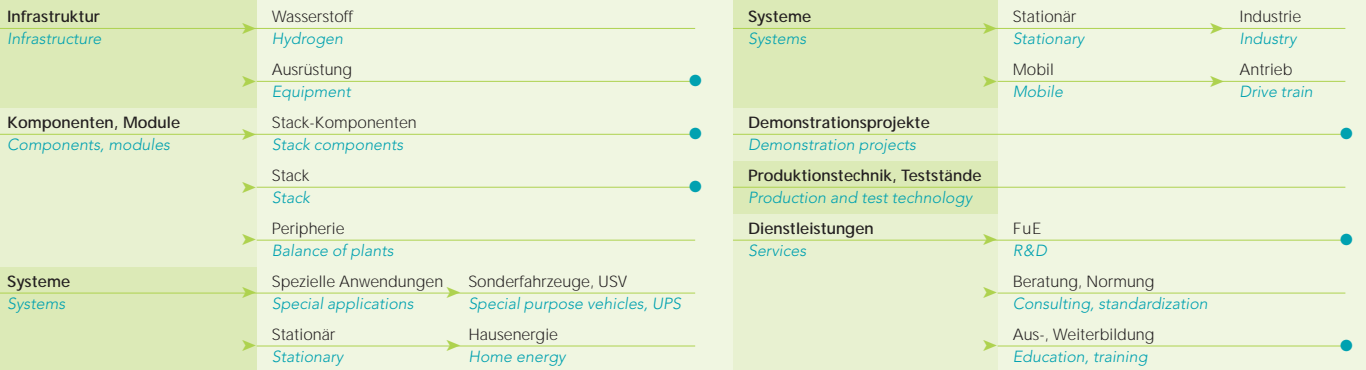 Infrastruktur
Infrastructure
Wasserstoff
Hydrogen
Ausrüstung
Equipment
Komponenten, Module
Components, modules
Stack-Komponenten
Stack components
Stack
Stack
Peripherie
Balance of plants
Systeme
Systems
Spezielle Anwendungen
Special applications
Sonderfahrzeuge, USV
Special purpose vehicles, UPS
Stationär
Stationary
Hausenergie
Home energy
Systeme
Systems
Stationär
Stationary
Industrie
Industry
Mobil
Mobile
Antrieb
Drive train
Demonstrationsprojekte
Demonstration projects
Produktionstechnik, Teststände
Production and test technology
Dienstleistungen
Services
FuE
R&D
Beratung, Normung
Consulting, standardization
Aus-, Weiterbildung
Education, training